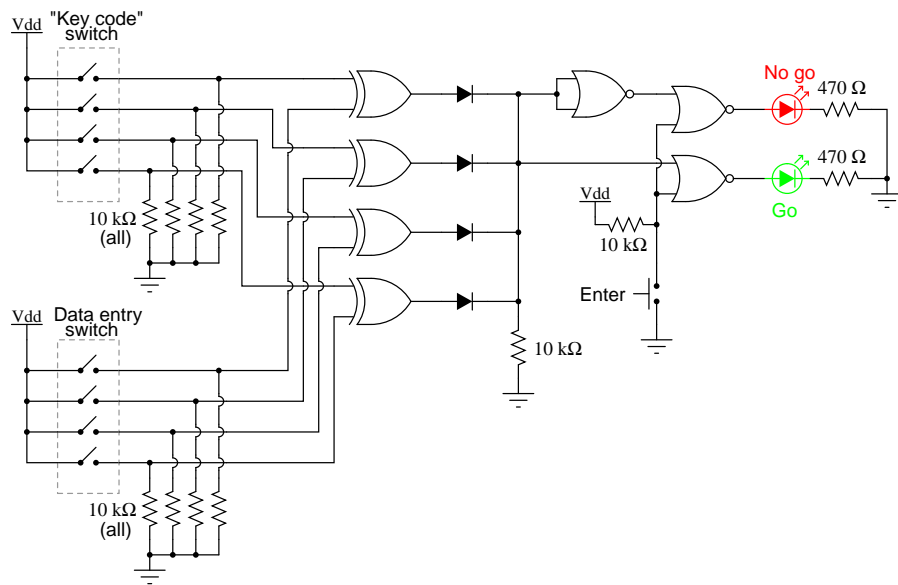 Vdd
"Key code"
switch
10 kΩ
(all)
Vdd
Data entry
switch
10 kΩ
(all)
10 kΩ
Vdd
10 kΩ
Enter
No go
470 Ω
470 Ω
Go